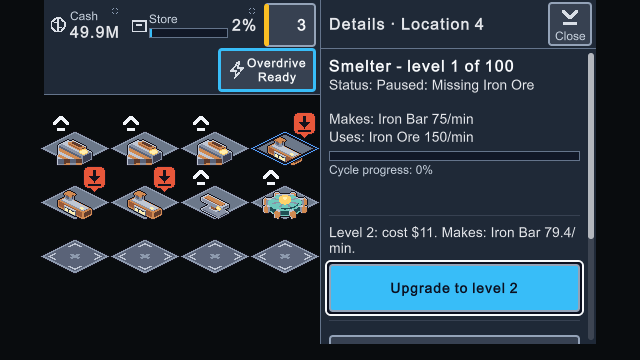 Cash
49.9M
Store
2%
3
Overdrive
Ready
Details · Location 4
Close
Smelter - level 1 of 100
Status: Paused: Missing Iron Ore
Makes: Iron Bar 75/min
Uses: Iron Ore 150/min
Cycle progress: 0%
Level 2: cost $11. Makes: Iron Bar 79.4/
min.
Upgrade to level 2